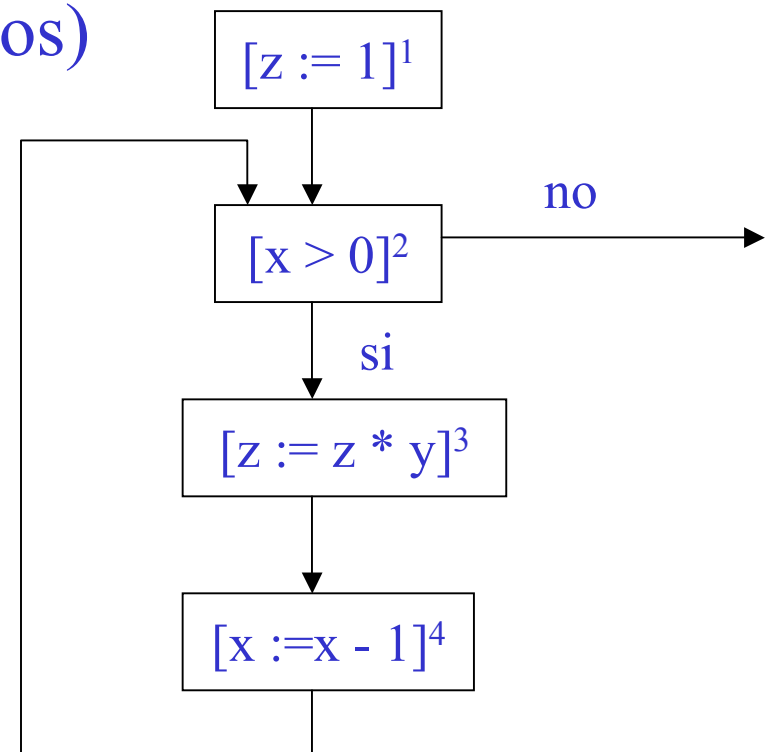 os)
[z := 1]¹
no
[x > 0]²
si
[z := z * y]³
[x :=x - 1]⁴